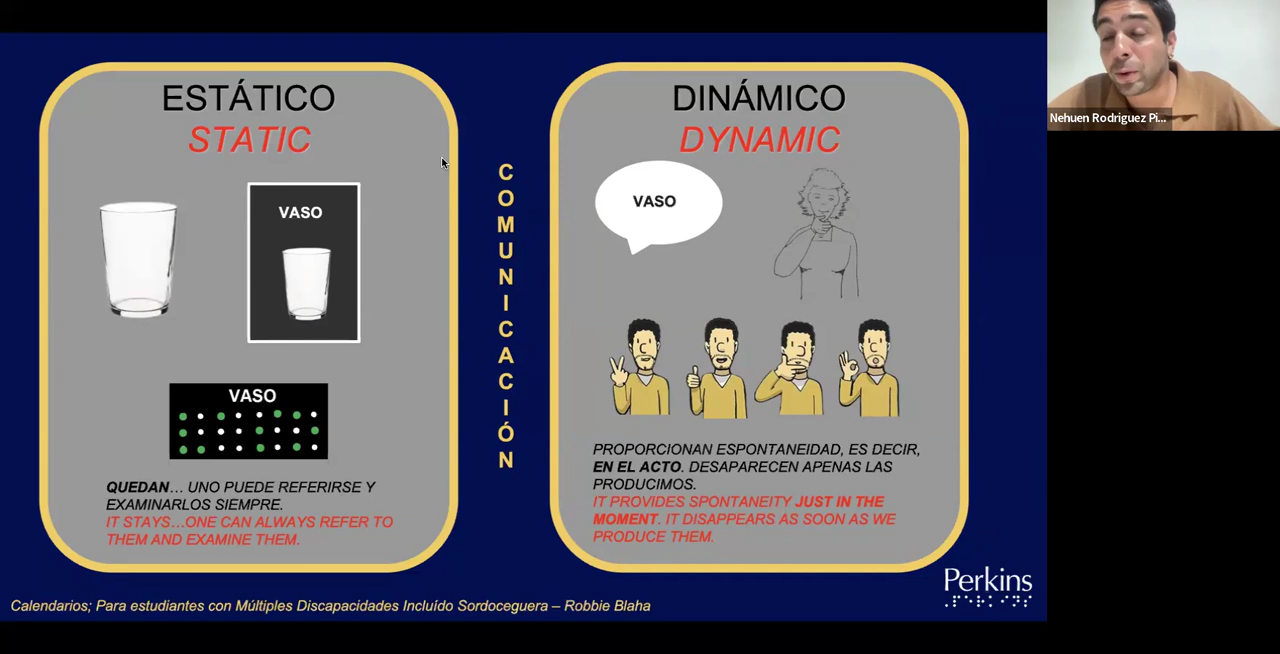 ESTÁTICO
STATIC
VASO
VASO
QUEDAN… UNO PUEDE REFERIRSE Y
EXAMINARLOS SIEMPRE.
IT STAYS…ONE CAN ALWAYS REFER TO
THEM AND EXAMINE THEM.
COMUNICACIÓN
DINÁMICO
DYNAMIC
VASO
PROPORCIONAN ESPONTANEIDAD, ES DECIR,
EN EL ACTO. DESAPARECEN APENAS LAS
PRODUCIMOS.
IT PROVIDES SPONTANEITY JUST IN THE
MOMENT. IT DISAPPEARS AS SOON AS WE
PRODUCE THEM.
Perkins
Calendarios; Para estudiantes con Múltiples Discapacidades Incluído Sordoceguera – Robbie Blaha
Nehuen Rodriguez Pi...